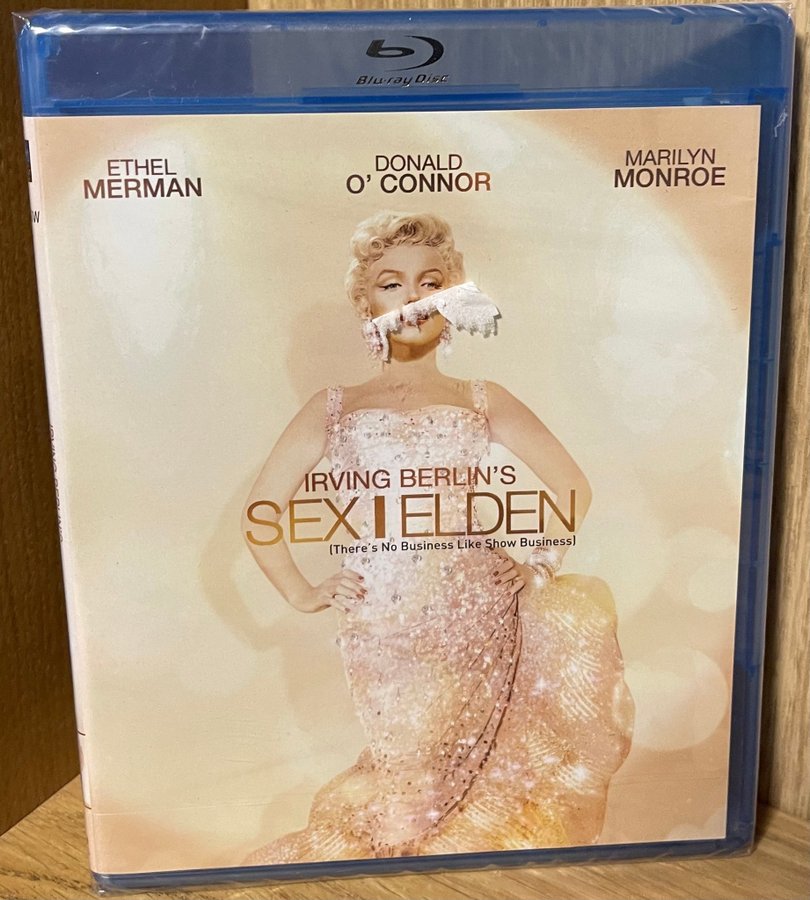 Blu-ray Disc
ETHEL
MERMAN
DONALD
O' CONNOR
MARILYN
MONROE
IRVING BERLIN'S
SEX I ELDEN
(There's No Business Like Show Business)